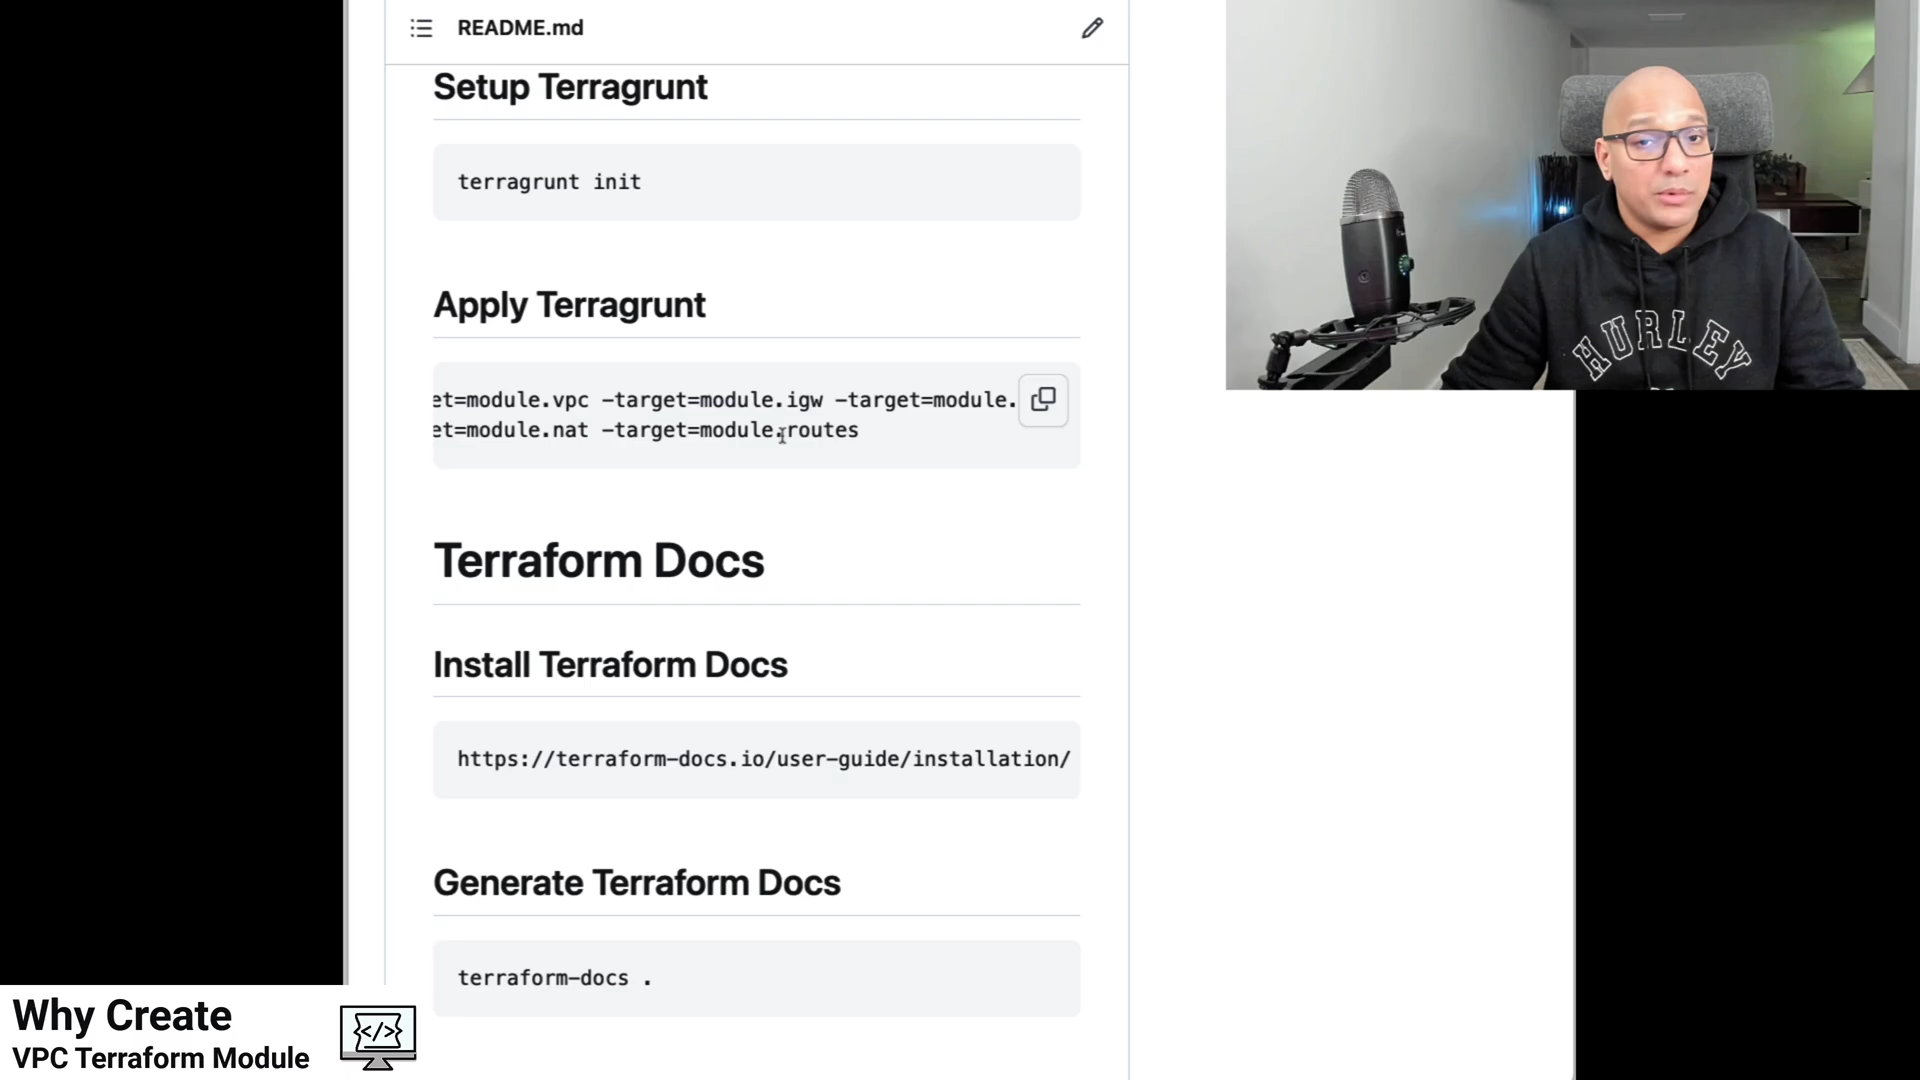 README.md
Setup Terragrunt
terragrunt init
Apply Terragrunt
et=module.vpc -target=module.igw -target=module.
et=module.nat -target=module.routes
Terraform Docs
Install Terraform Docs
https://terraform-docs.io/user-guide/installation/
Generate Terraform Docs
terraform-docs .
HURLEY
Why Create
VPC Terraform Module
</>